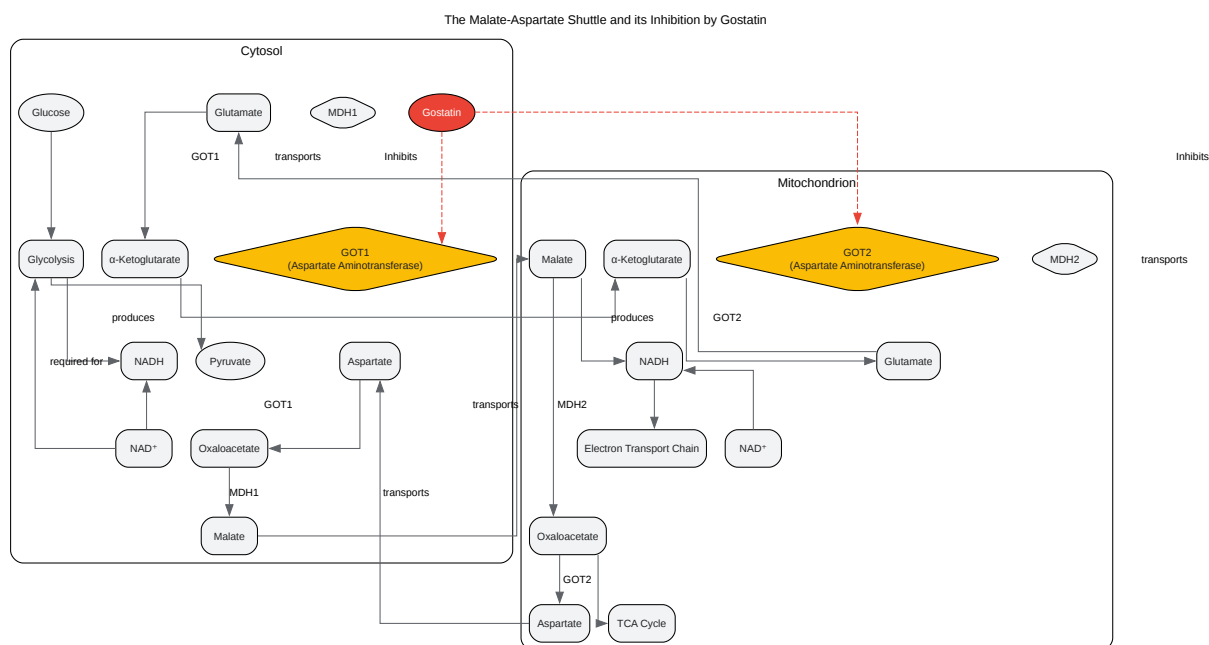 The Malate-Aspartate Shuttle and its Inhibition by Gostatin
Cytosol
Glucose
Glutamate
MDH1
Gostatin
GOT1
transports
Inhibits
Inhibits
Mitochondrion
Glycolysis
α-Ketoglutarate
GOT1
(Aspartate Aminotransferase)
Malate
α-Ketoglutarate
GOT2
(Aspartate Aminotransferase)
MDH2
transports
produces
produces
GOT2
required for
NADH
Pyruvate
Aspartate
NADH
Glutamate
GOT1
transports
MDH2
NAD⁺
Oxaloacetate
Electron Transport Chain
NAD⁺
MDH1
transports
Malate
Oxaloacetate
GOT2
Aspartate
TCA Cycle